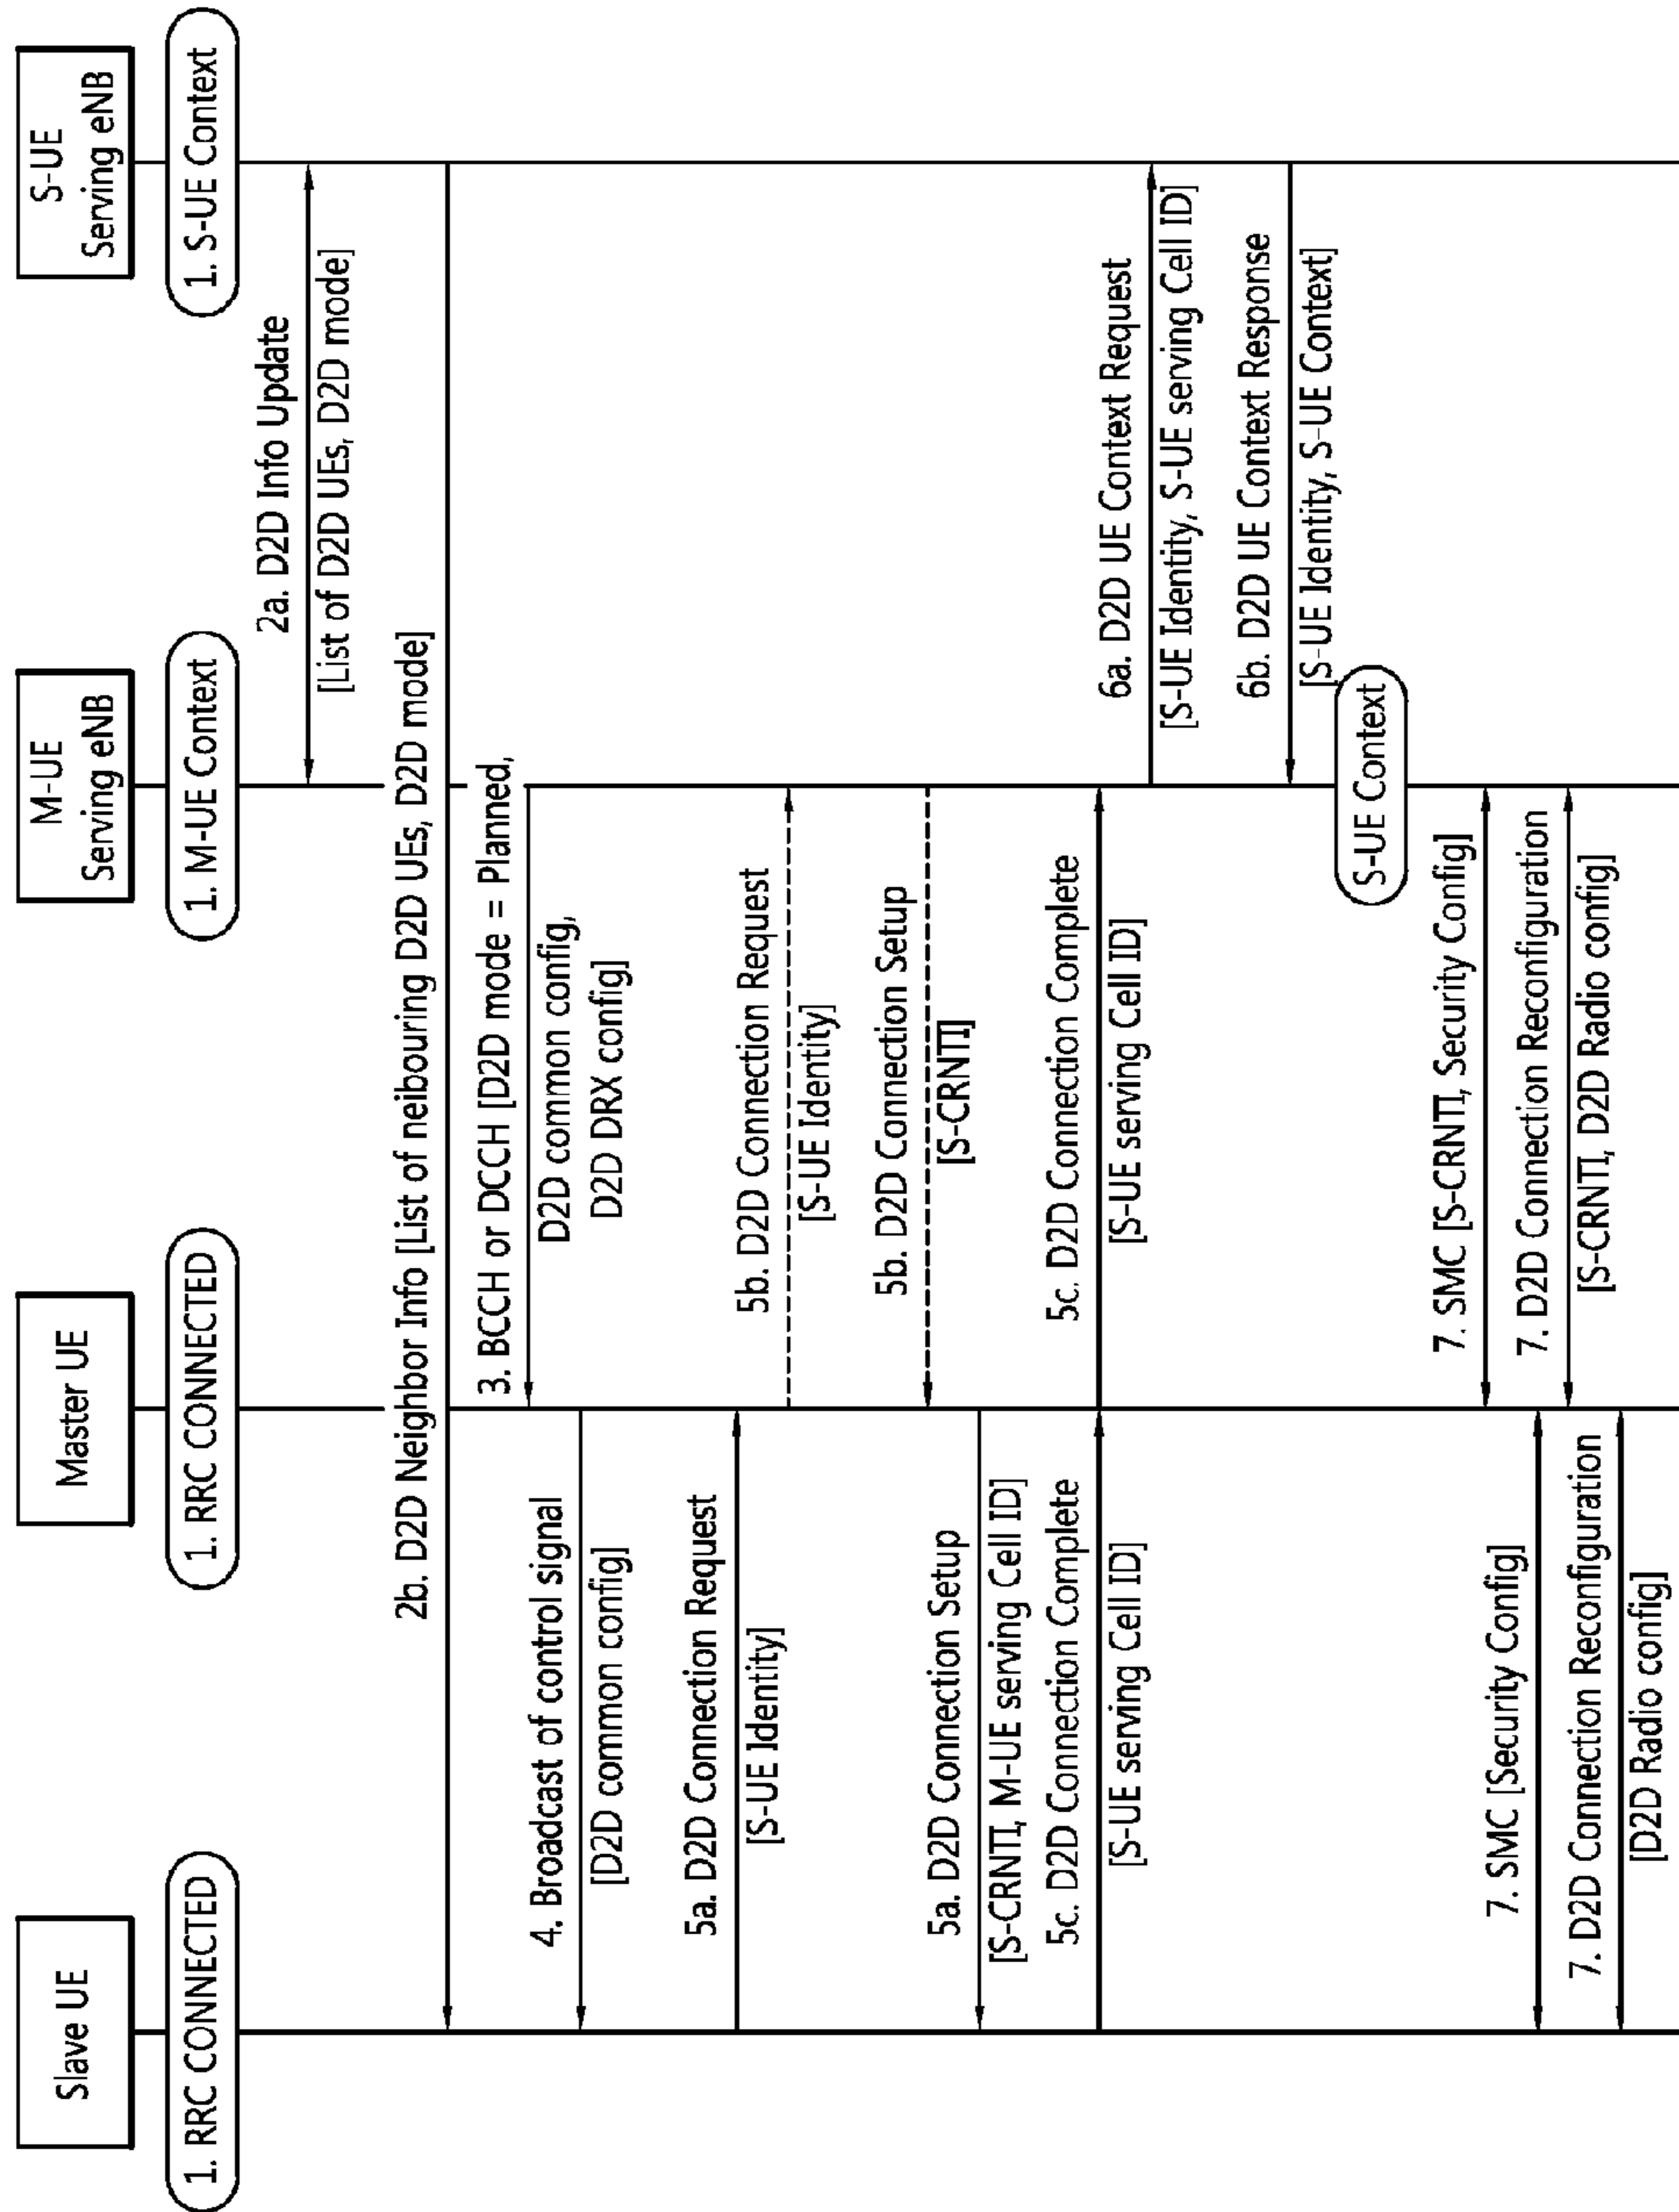 Slave UE
Master UE
M-UE
Serving eNB
S-UE
Serving eNB
1. RRC CONNECTED
1. RRC CONNECTED
1. M-UE Context
1. S-UE Context
2a. D2D Info Update
[List of D2D UEs, D2D mode]
2b. D2D Neighbor Info [List of neibouring D2D UEs, D2D mode]
3. BCCH or DCCH [D2D mode = Planned,
D2D common config,
D2D DRX config]
4. Broadcast of control signal
[D2D common config]
5a. D2D Connection Request
[S-UE Identity]
5b. D2D Connection Request
[S-UE Identity]
5b. D2D Connection Setup
[S-CRNTI]
5a. D2D Connection Setup
[S-CRNTI, M-UE serving Cell ID]
5c. D2D Connection Complete
[S-UE serving Cell ID]
5c. D2D Connection Complete
[S-UE serving Cell ID]
6a. D2D UE Context Request
[S-UE Identity, S-UE serving Cell ID]
6b. D2D UE Context Response
[S-UE Identity, S-UE Context]
S-UE Context
7. SMC [S-CRNTI, Security Config]
7. SMC [Security Config]
7. D2D Connection Reconfiguration
[S-CRNTI, D2D Radio config]
7. D2D Connection Reconfiguration
[D2D Radio config]